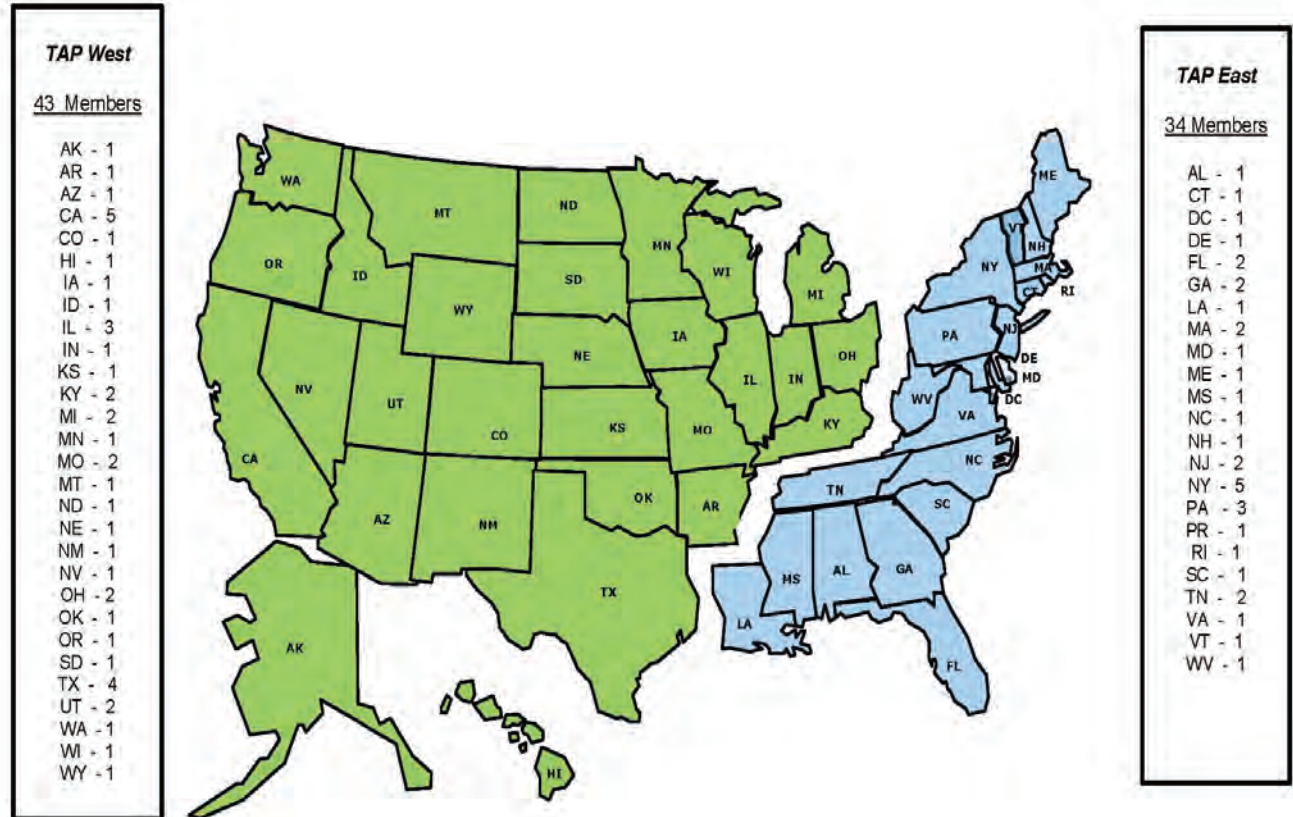 TAP West
43 Members
AK - 1
AR - 1
AZ - 1
CA - 5
CO - 1
HI - 1
IA - 1
ID - 1
IL - 3
IN - 1
KS - 1
KY - 2
MI - 2
MN - 1
MO - 2
MT - 1
ND - 1
NE - 1
NM - 1
NV - 1
OH - 2
OK - 1
OR - 1
SD - 1
TX - 4
UT - 2
WA - 1
WI - 1
WY - 1
WA
MT
ND
MN
OR
ID
SD
WI
MI
WY
IA
NE
NV
UT
CO
KS
MO
IL
IN
OH
KY
CA
AZ
NM
OK
AR
TX
AK
HI
ME
VT
NH
NY
MA
CT
RI
PA
NJ
DE
MD
DC
WV
VA
NC
TN
SC
MS
AL
GA
LA
FL
TAP East
34 Members
AL - 1
CT - 1
DC - 1
DE - 1
FL - 2
GA - 2
LA - 1
MA - 2
MD - 1
ME - 1
MS - 1
NC - 1
NH - 1
NJ - 2
NY - 5
PA - 3
PR - 1
RI - 1
SC - 1
TN - 2
VA - 1
VT - 1
WV - 1